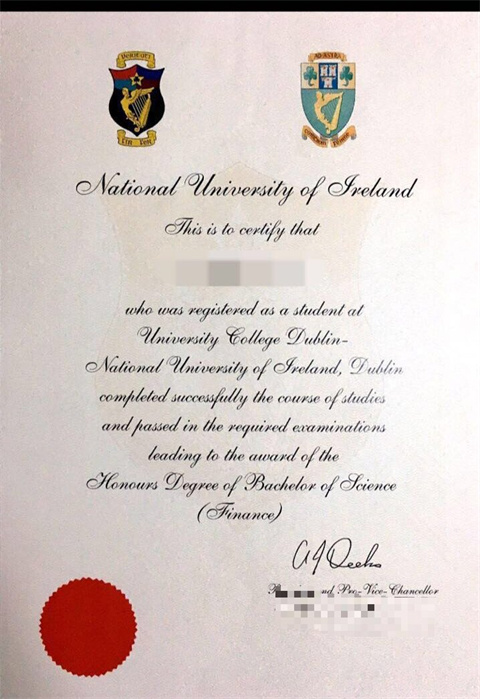 AD ASTRA
National University of Ireland
This is to certify that
who was registered as a student at
University College Dublin-
National University of Ireland, Dublin
completed successfully the course of studies
and passed in the required examinations
leading to the award of the
Honours Degree of Bachelor of Science
(Finance)
Pro-Vice-Chancellor